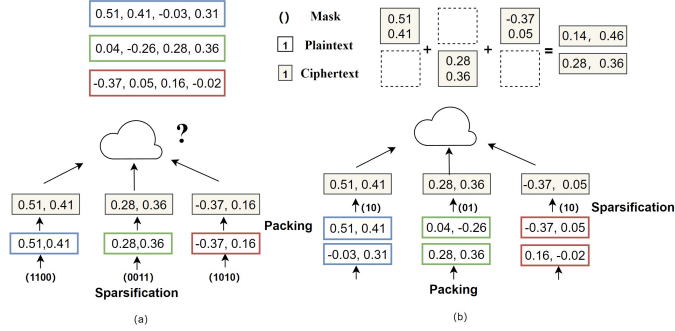 0.51, 0.41, -0.03, 0.31
0.04, -0.26, 0.28, 0.36
-0.37, 0.05, 0.16, -0.02
?
0.51, 0.41
0.28, 0.36
-0.37, 0.16
0.51,0.41
0.28,0.36
-0.37, 0.16
Packing
(1100)
(0011)
(1010)
Sparsification
(a)
() Mask
1 Plaintext
1 Ciphertext
0.51
0.41
+
0.28
0.36
+
-0.37
0.05
=
0.14, 0.46
0.28, 0.36
0.51, 0.41
0.28, 0.36
-0.37, 0.05
(10)
(01)
(10)
Sparsification
0.51, 0.41
0.04, -0.26
-0.37, 0.05
-0.03, 0.31
0.28, 0.36
0.16, -0.02
Packing
(b)